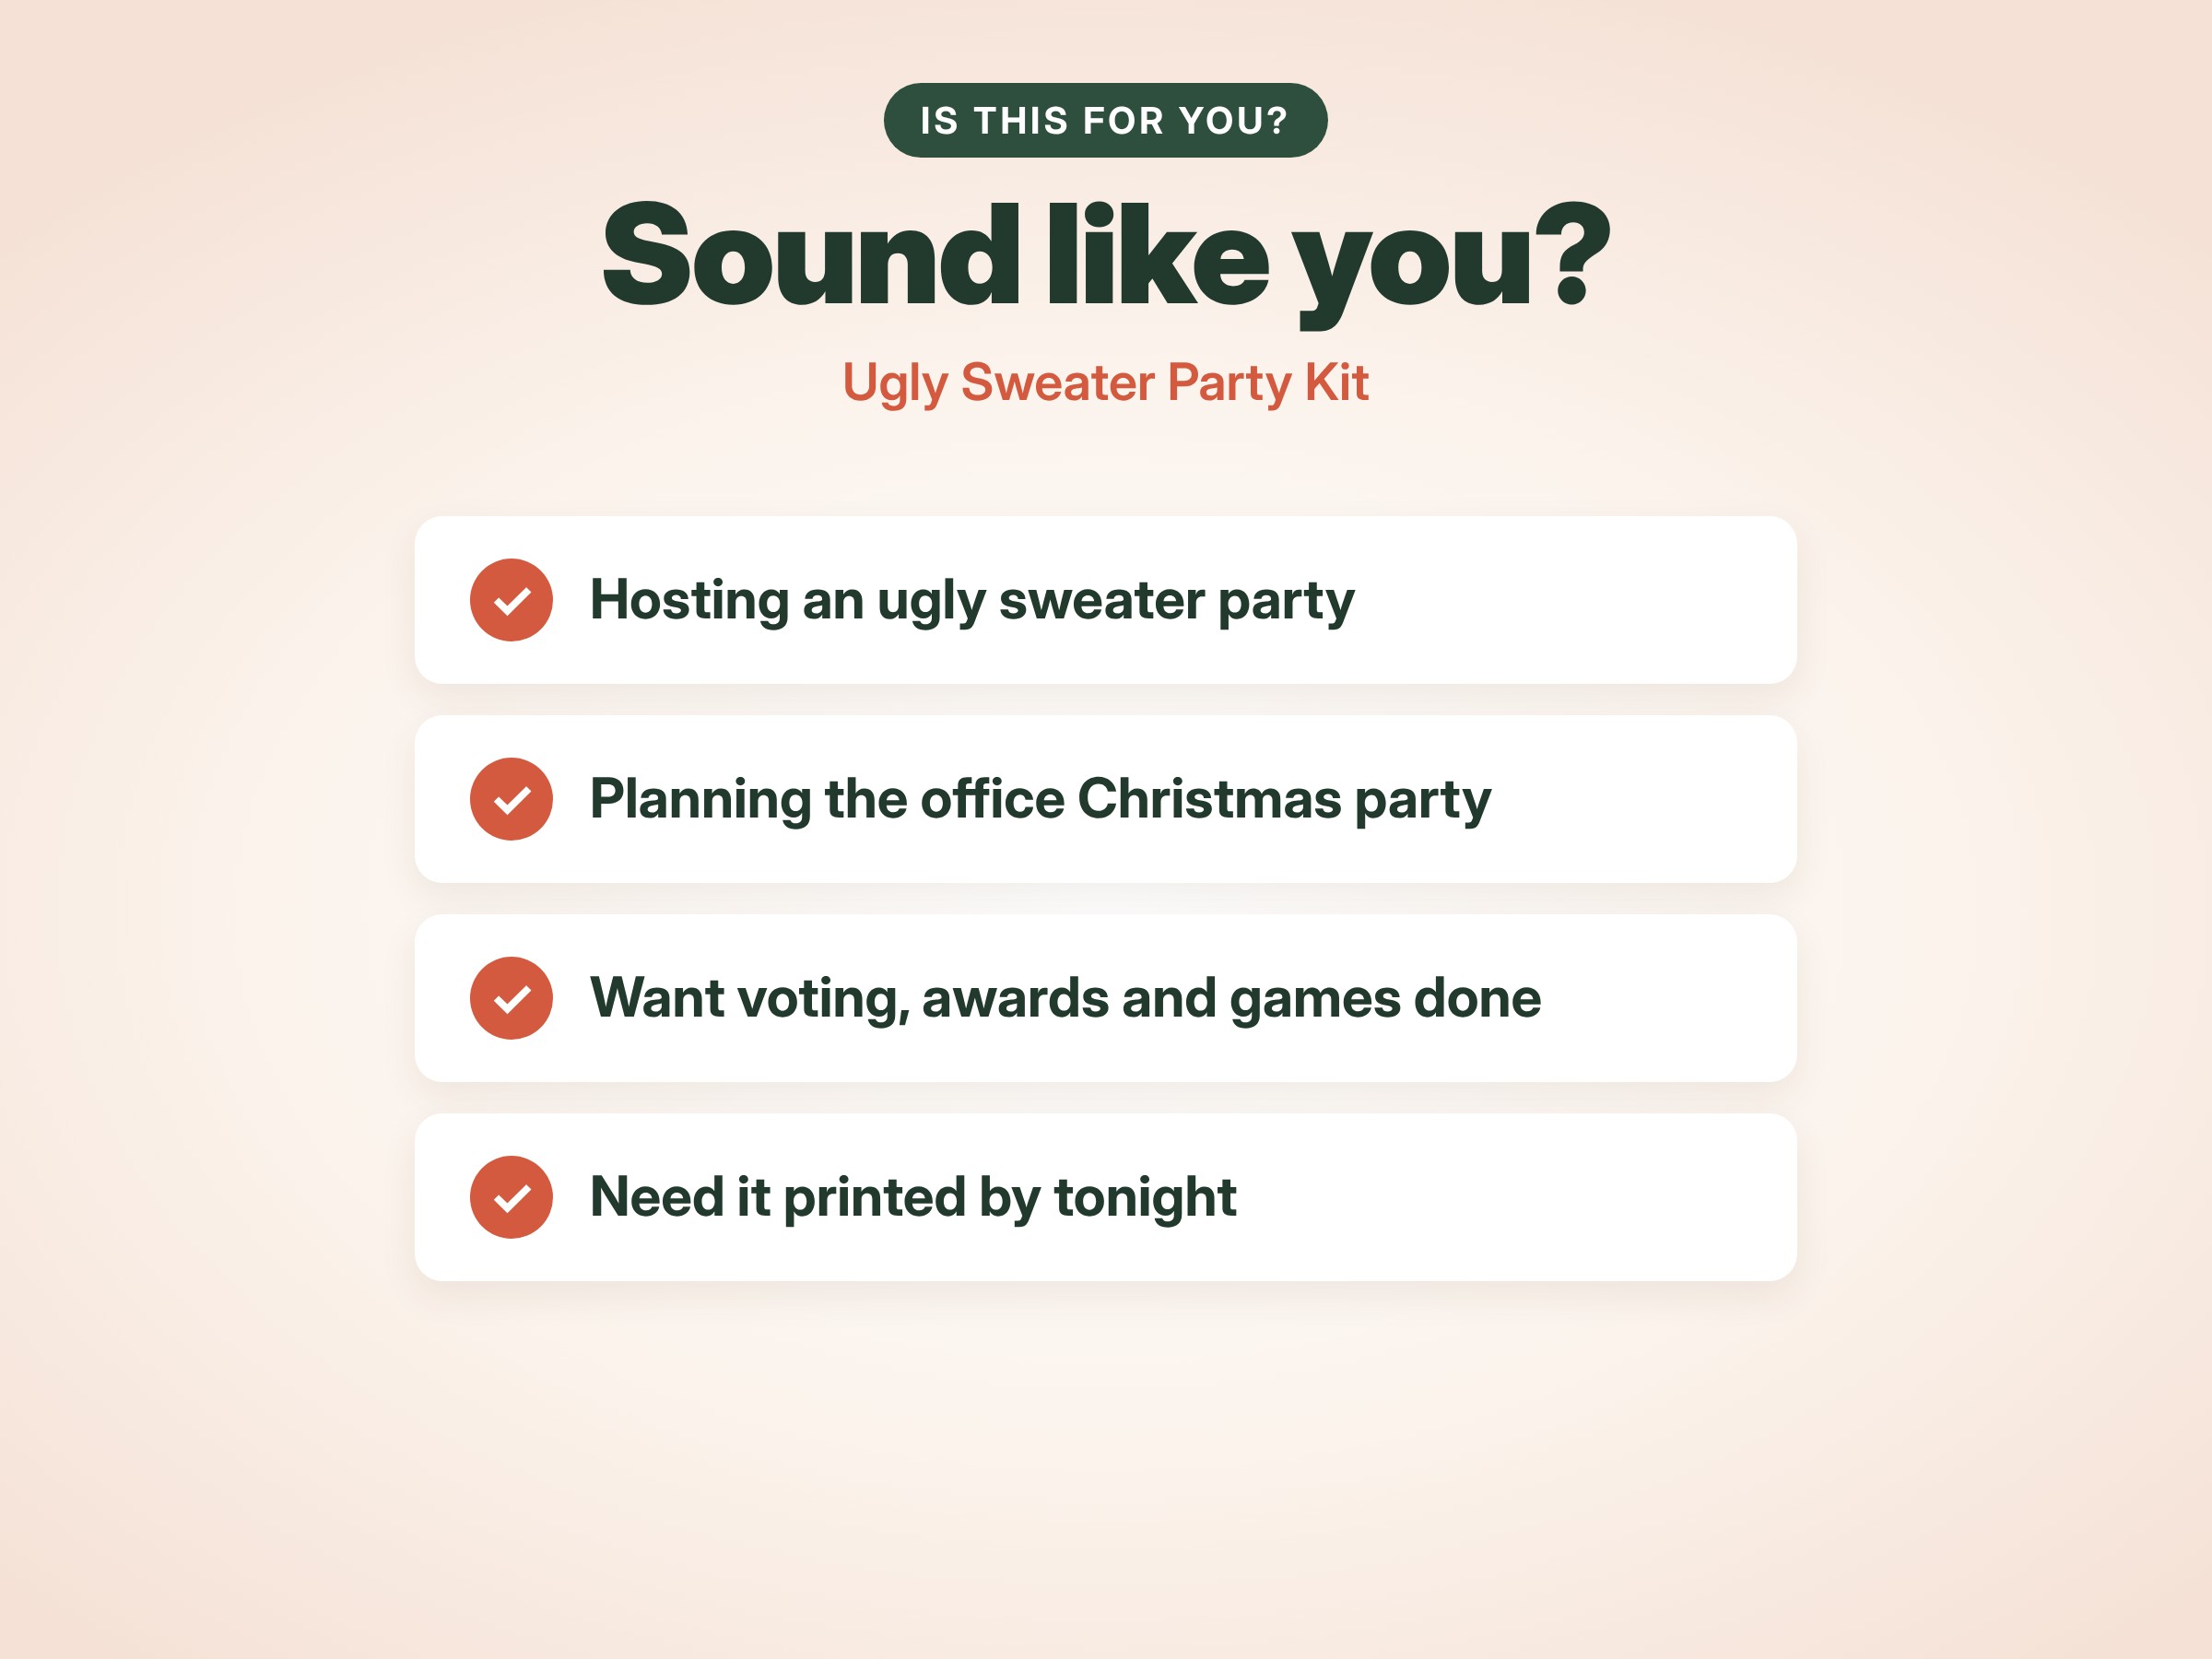 IS THIS FOR YOU?
Sound like you?
Ugly Sweater Party Kit
Hosting an ugly sweater party
Planning the office Christmas party
Want voting, awards and games done
Need it printed by tonight